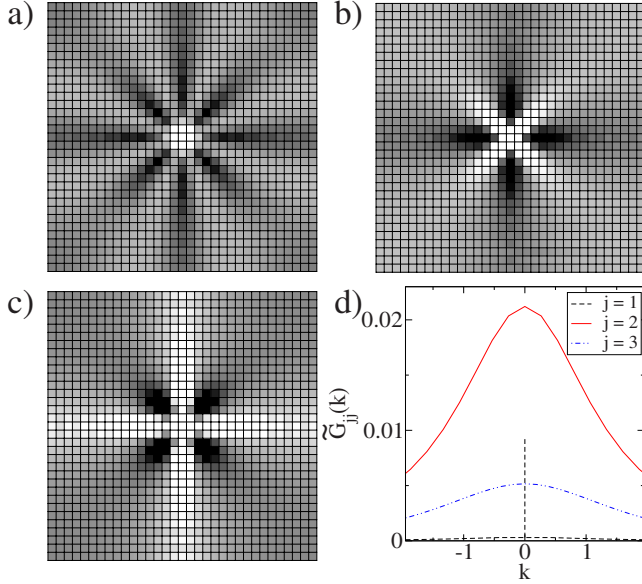 a)
b)
c)
d)
0.02
0.01
0
G̃jj(k)
j = 1
j = 2
j = 3
-1 0 1
k